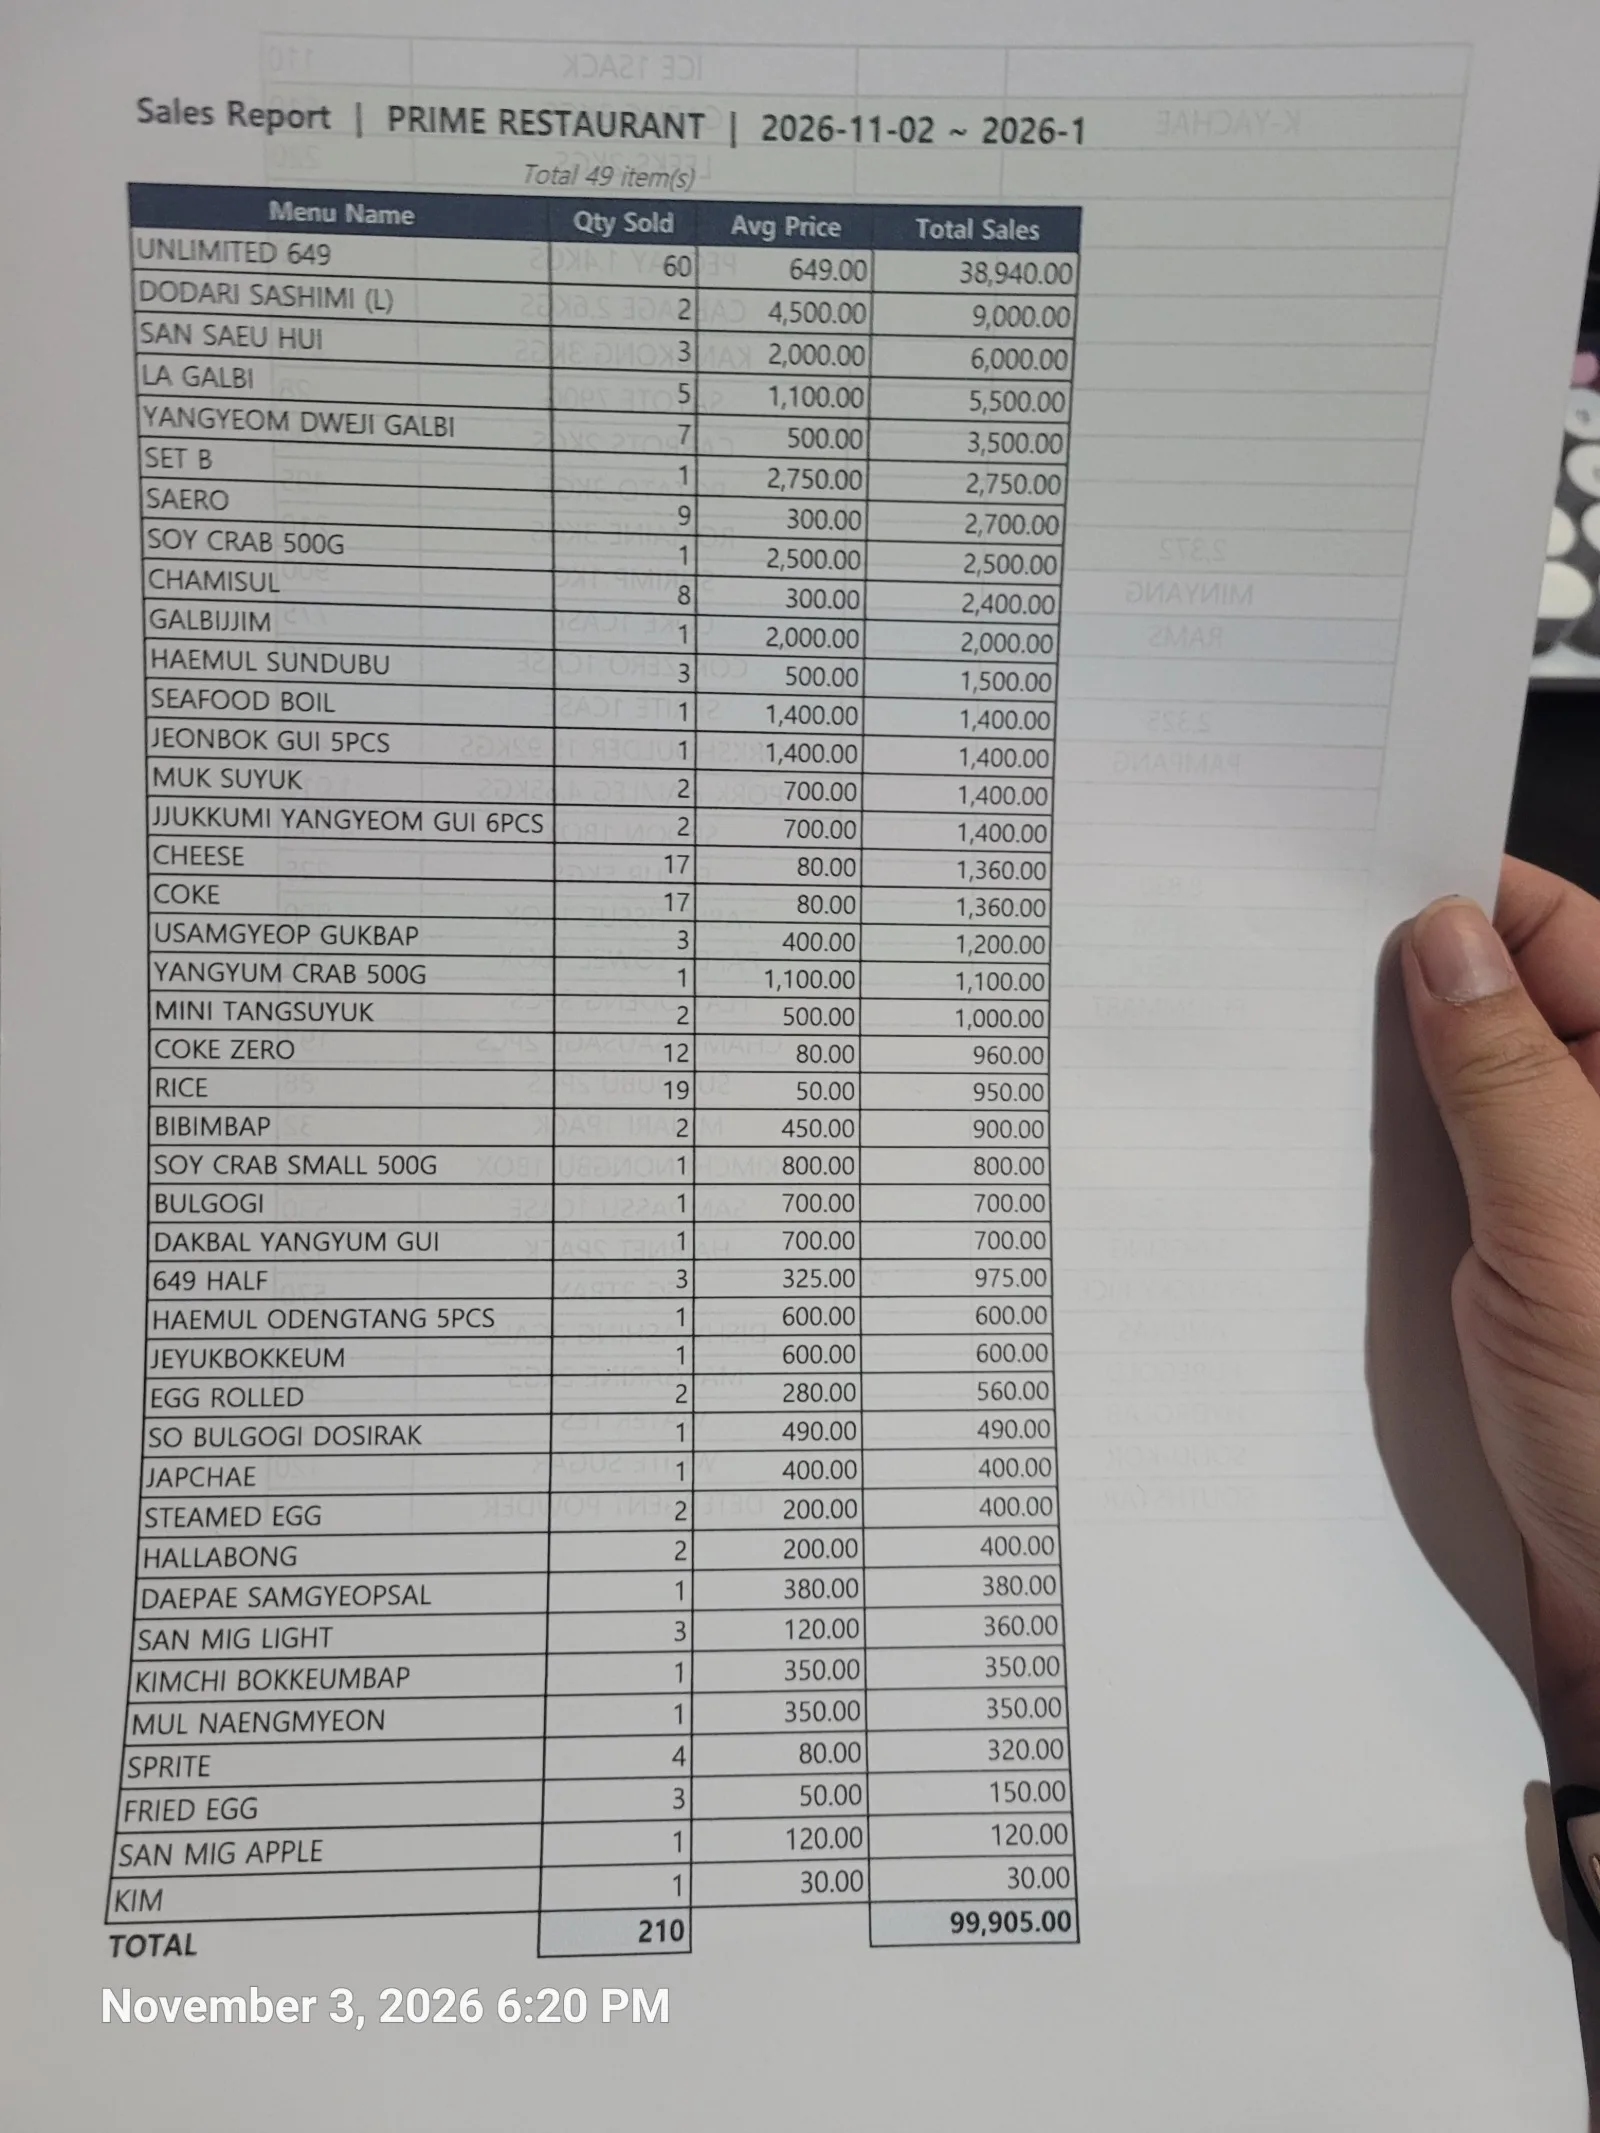 Sales Report | PRIME RESTAURANT | 2026-11-02 ~ 2026-1
Total 49 item(s)
Menu Name Qty Sold Avg Price Total Sales
UNLIMITED 649 60 649.00 38,940.00
DODARI SASHIMI (L) 2 4,500.00 9,000.00
SAN SAEU HUI 3 2,000.00 6,000.00
LA GALBI 5 1,100.00 5,500.00
YANGYEOM DWEJI GALBI 7 500.00 3,500.00
SET B 1 2,750.00 2,750.00
SAERO 9 300.00 2,700.00
SOY CRAB 500G 1 2,500.00 2,500.00
CHAMISUL 8 300.00 2,400.00
GALBIJJIM 1 2,000.00 2,000.00
HAEMUL SUNDUBU 3 500.00 1,500.00
SEAFOOD BOIL 1 1,400.00 1,400.00
JEONBOK GUI 5PCS 1 1,400.00 1,400.00
MUK SUYUK 2 700.00 1,400.00
JJUKKUMI YANGYEOM GUI 6PCS 2 700.00 1,400.00
CHEESE 17 80.00 1,360.00
COKE 17 80.00 1,360.00
USAMGYEOP GUKBAP 3 400.00 1,200.00
YANGYUM CRAB 500G 1 1,100.00 1,100.00
MINI TANGSUYUK 2 500.00 1,000.00
COKE ZERO 12 80.00 960.00
RICE 19 50.00 950.00
BIBIMBAP 2 450.00 900.00
SOY CRAB SMALL 500G 1 800.00 800.00
BULGOGI 1 700.00 700.00
DAKBAL YANGYUM GUI 1 700.00 700.00
649 HALF 3 325.00 975.00
HAEMUL ODENGTANG 5PCS 1 600.00 600.00
JEYUKBOKKEUM 1 600.00 600.00
EGG ROLLED 2 280.00 560.00
SO BULGOGI DOSIRAK 1 490.00 490.00
JAPCHAE 1 400.00 400.00
STEAMED EGG 2 200.00 400.00
HALLABONG 2 200.00 400.00
DAEPAE SAMGYEOPSAL 1 380.00 380.00
SAN MIG LIGHT 3 120.00 360.00
KIMCHI BOKKEUMBAP 1 350.00 350.00
MUL NAENGMYEON 1 350.00 350.00
SPRITE 4 80.00 320.00
FRIED EGG 3 50.00 150.00
SAN MIG APPLE 1 120.00 120.00
KIM 1 30.00 30.00
TOTAL 210 99,905.00
November 3, 2026 6:20 PM